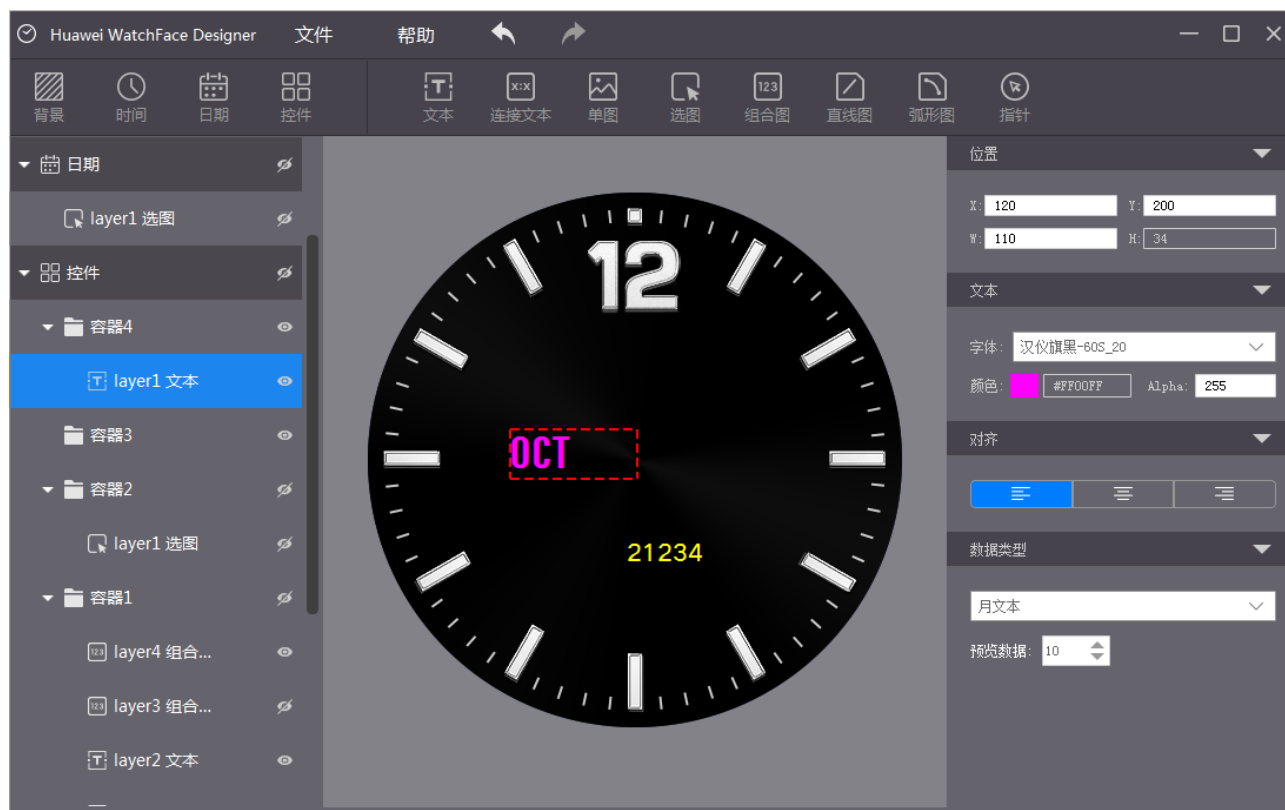 Huawei WatchFace Designer 文件 帮助
背景 时间 日期 控件 文本 连接文本 单图 选图 组合图 直线图 弧形图 指针
日期
layer1 选图
控件
容器4
layer1 文本
容器3
容器2
layer1 选图
容器1
layer4 组合...
layer3 组合...
layer2 文本
12
OCT
21234
位置
X: 120 Y: 200
W: 110 H: 34
文本
字体: 汉仪旗黑-60S_20
颜色: #FF00FF Alpha: 255
对齐
数据类型
月文本
预览数据: 10